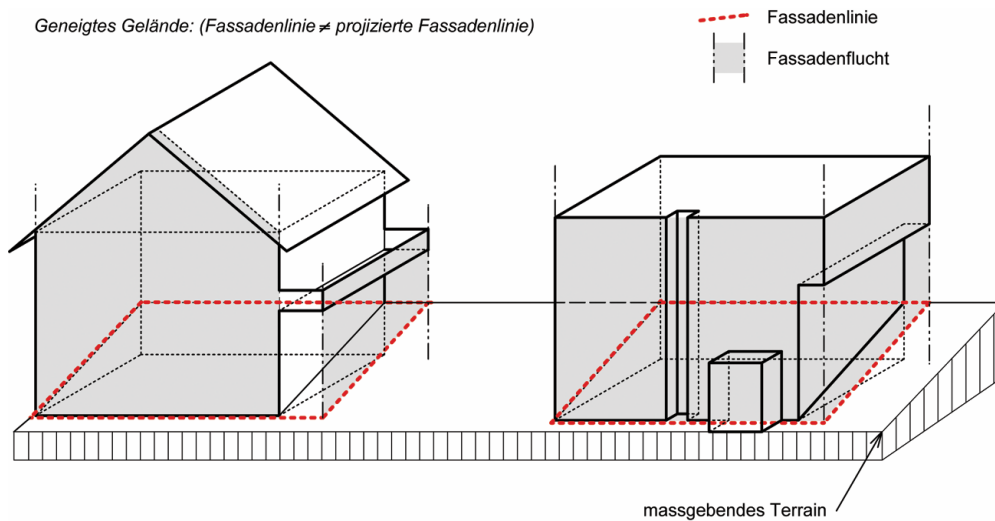 Geneigtes Gelände: (Fassadenlinie ≠ projizierte Fassadenlinie)
Fassadenlinie
Fassadenflucht
massgebendes Terrain